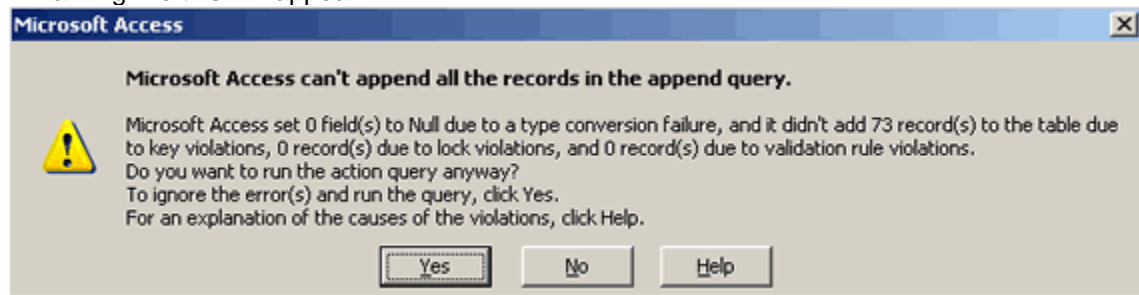 Microsoft Access
Microsoft Access can't append all the records in the append query.
Microsoft Access set 0 field(s) to Null due to a type conversion failure, and it didn't add 73 record(s) to the table due
to key violations, 0 record(s) due to lock violations, and 0 record(s) due to validation rule violations.
Do you want to run the action query anyway?
To ignore the error(s) and run the query, click Yes.
For an explanation of the causes of the violations, click Help.
Yes No Help